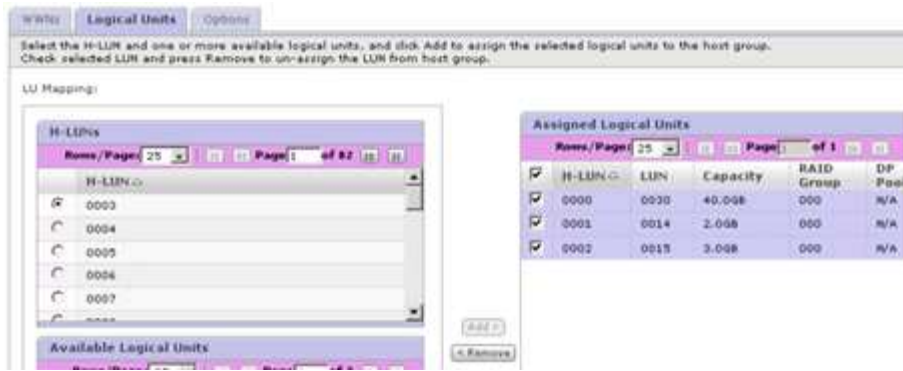 WWNs Logical Units Options
Select the H-LUN and one or more available logical units, and click Add to assign the selected logical units to the host group.
Check selected LUN and press Remove to un-assign the LUN from host group.
LU Mapping:
H-LUNs
Rows/Page: 25 Page 1 of 82
H-LUN
0003
0004
0005
0006
0007
Available Logical Units
Rows/Page: Page
Add >
< Remove
Assigned Logical Units
Rows/Page: 25 Page of 1
H-LUN LUN Capacity RAID Group DP Pool
0000 0030 40.0GB 000 N/A
0001 0014 2.0GB 000 N/A
0002 0015 3.0GB 000 N/A